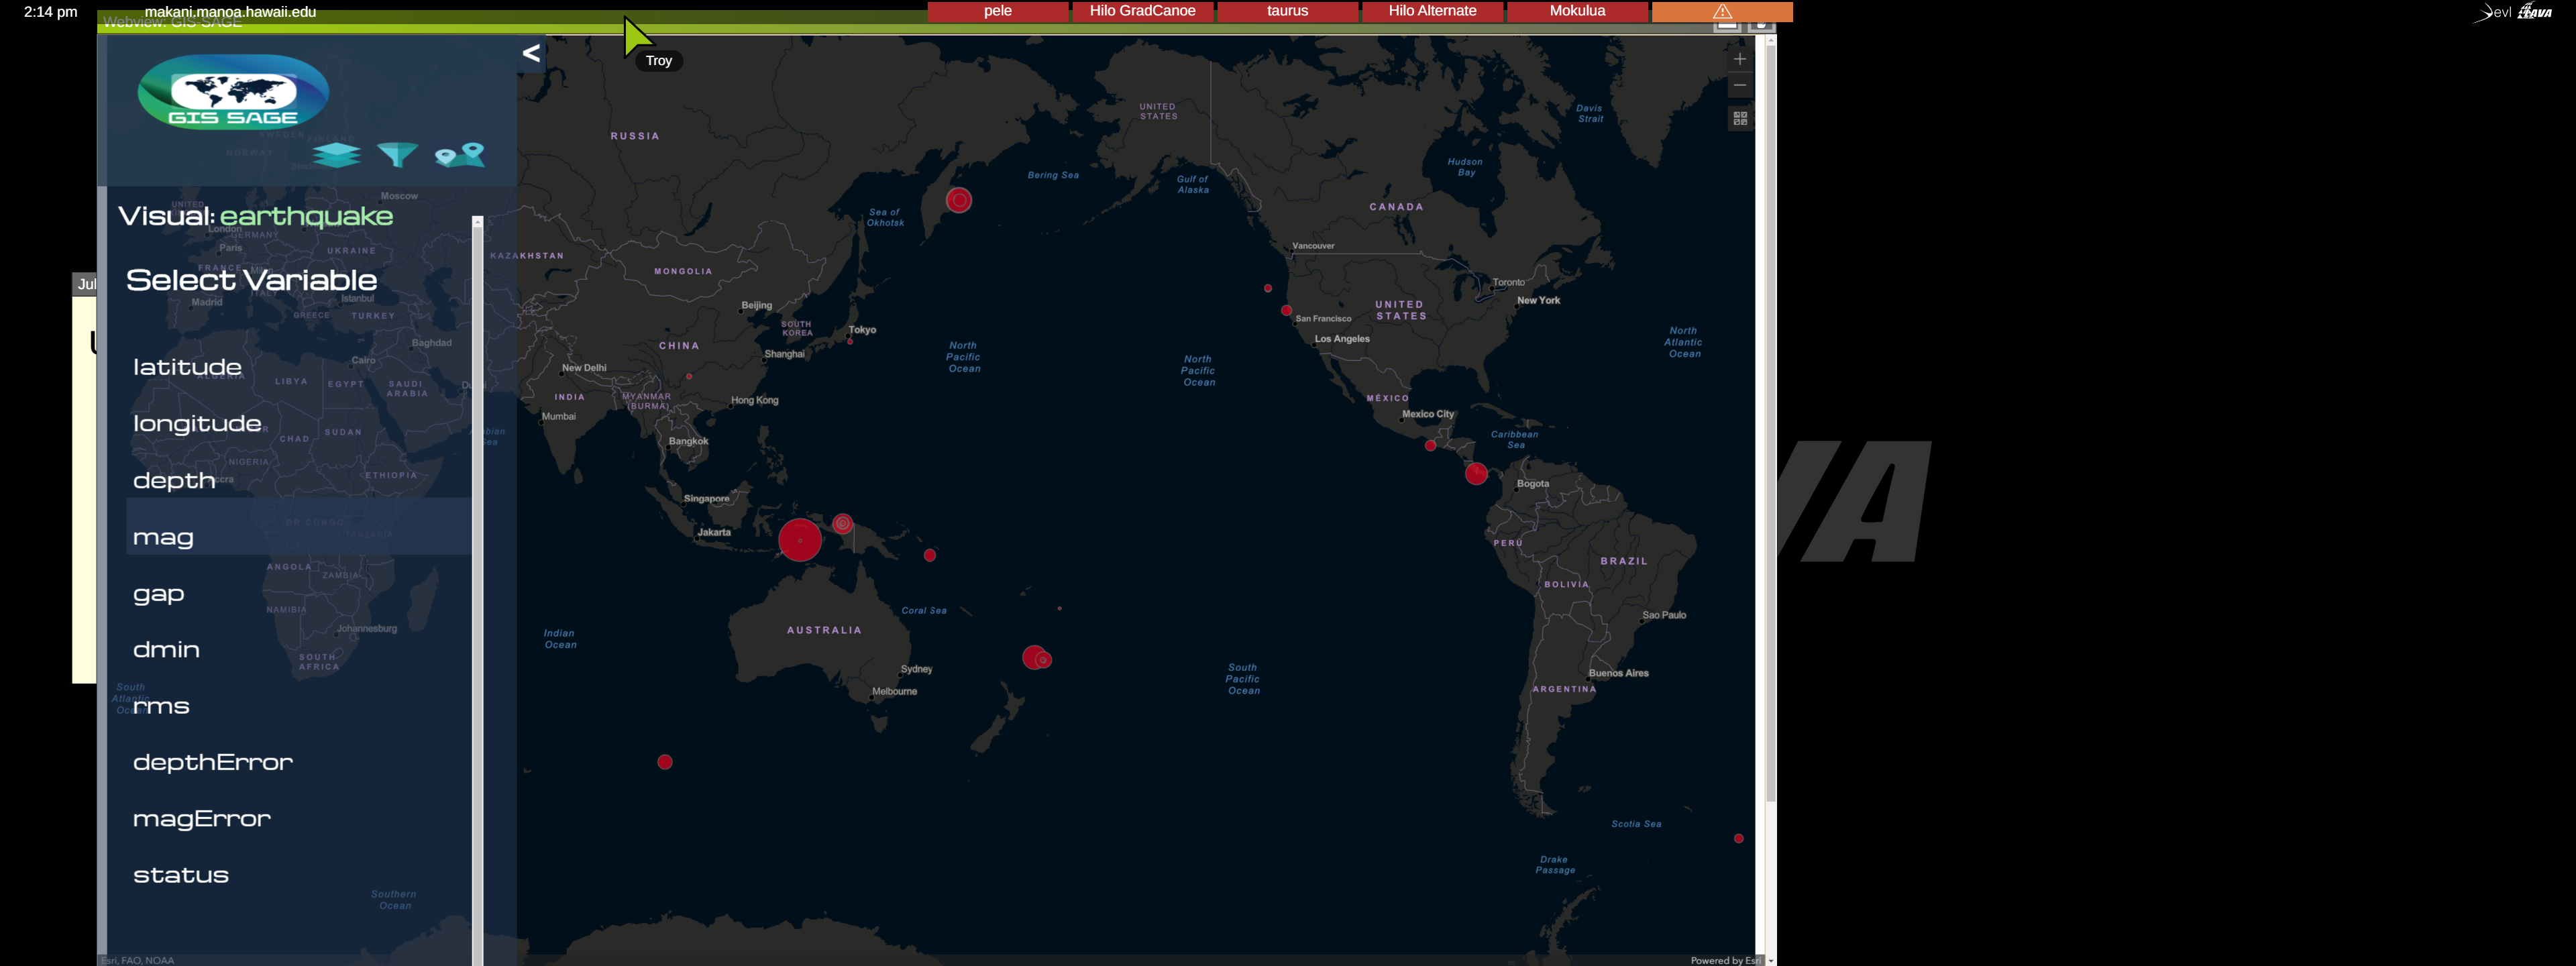 2:14 pm
makani.manoa.hawaii.edu
pele
Hilo GradCanoe
taurus
Hilo Alternate
Mokulua
evl
LAVA
Webview: GIS-SAGE
Troy
<
GIS SAGE
SWEDEN
FINLAND
NORWAY
Moscow
UNITED
Visual: earthquake
London
GERMANY
Paris
UKRAINE
KAZAKHSTAN
FRANCE
ITALY
Select Variable
Madrid
Istanbul
GREECE
TURKEY
Baghdad
Cairo
latitude
ALGERIA
LIBYA
EGYPT
SAUDI
ARABIA
longitude
CHAD
SUDAN
NIGERIA
ETHIOPIA
depth
DR CONGO
TANZANIA
mag
ANGOLA
ZAMBIA
gap
NAMIBIA
Johannesburg
dmin
SOUTH
AFRICA
South
Atlantic
rms
depthError
magError
status
Southern
Ocean
Esri, FAO, NOAA
Jul
RUSSIA
UNITED
STATES
Davis
Strait
Hudson
Bay
Bering Sea
Gulf of
Alaska
Sea of
Okhotsk
CANADA
Vancouver
MONGOLIA
Beijing
SOUTH
KOREA
Tokyo
CHINA
Shanghai
New Delhi
INDIA
MYANMAR
(BURMA)
Hong Kong
Mumbai
Bangkok
Singapore
Jakarta
North
Pacific
Ocean
North
Pacific
Ocean
Toronto
New York
UNITED
STATES
San Francisco
Los Angeles
North
Atlantic
Ocean
MÉXICO
Mexico City
Caribbean
Sea
Bogota
PERÚ
BRAZIL
BOLIVIA
Sao Paulo
Coral Sea
AUSTRALIA
Indian
Ocean
Sydney
Melbourne
South
Pacific
Ocean
Buenos Aires
ARGENTINA
Scotia Sea
Drake
Passage
Powered by Esri
VA